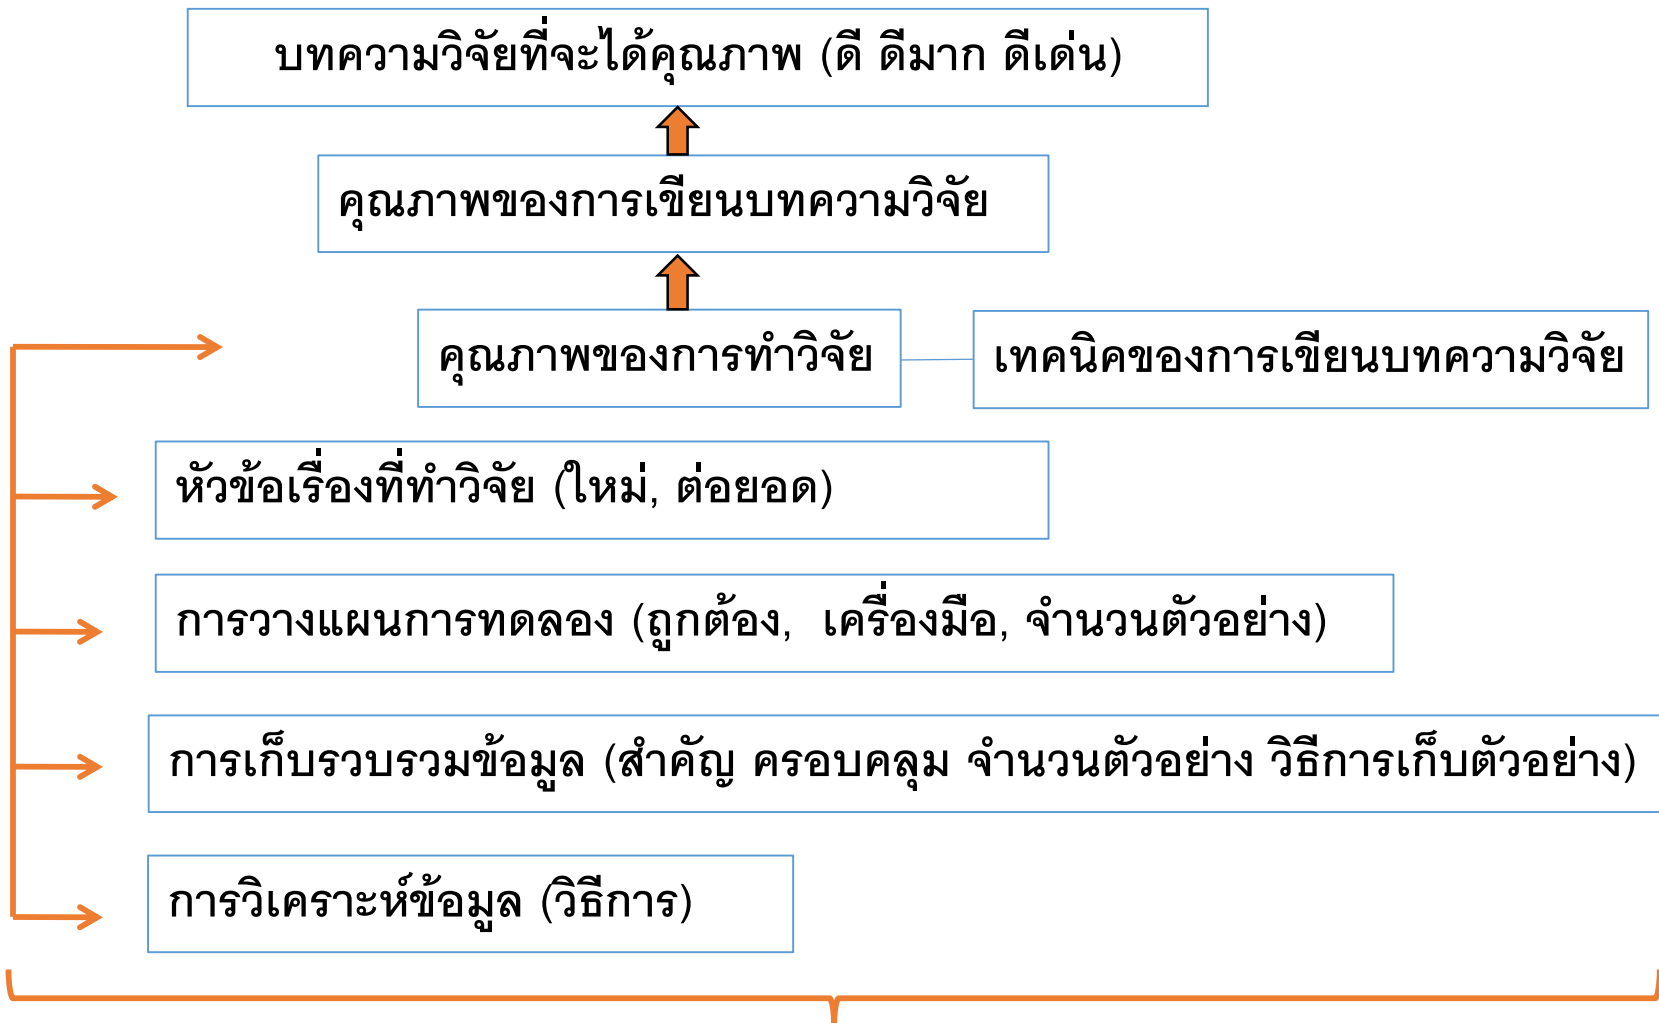 บทความวิจัยที่จะได้คุณภาพ (ดี ดีมาก ดีเด่น)
คุณภาพของการเขียนบทความวิจัย
คุณภาพของการทำวิจัย
เทคนิคของการเขียนบทความวิจัย
หัวข้อเรื่องที่ทำวิจัย (ใหม่, ต่อยอด)
การวางแผนการทดลอง (ถูกต้อง, เครื่องมือ, จำนวนตัวอย่าง)
การเก็บรวบรวมข้อมูล (สำคัญ ครอบคลุม จำนวนตัวอย่าง วิธีการเก็บตัวอย่าง)
การวิเคราะห์ข้อมูล (วิธีการ)